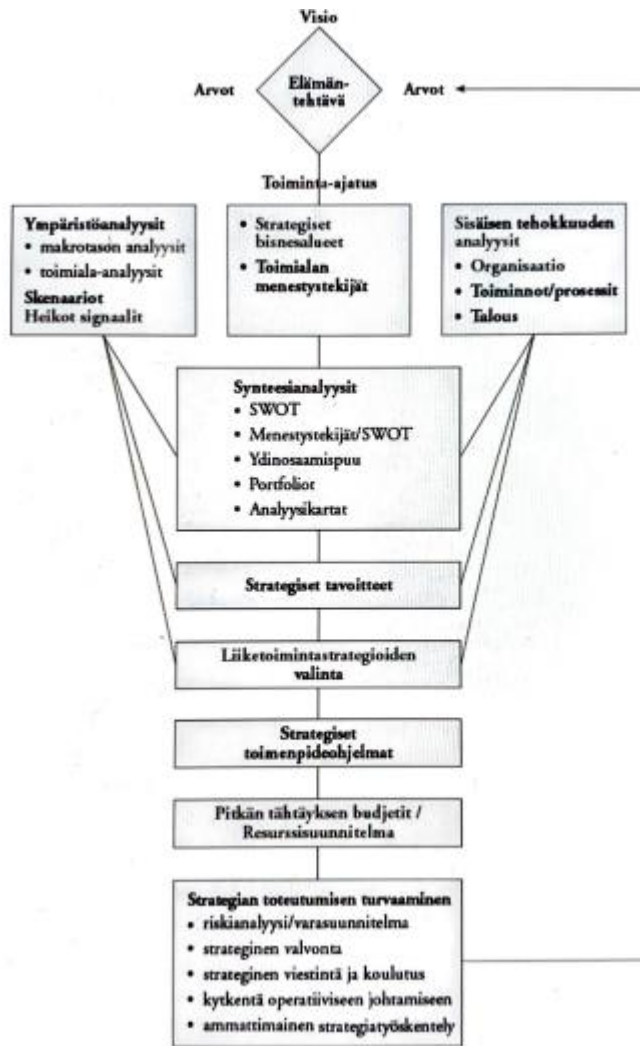 Visio
Elämän-
tehtävä
Arvot
Arvot
Toiminta-ajatus
Ympäristöanalyysit
• makrotason analyysit
• toimiala-analyysit
Skenaariot
Heikot signaalit
• Strategiset
bisnesalueet
• Toimialan
menestystekijät
Sisäisen tehokkuuden
analyysit
• Organisaatio
• Toiminnot/prosessit
• Talous
Synteesianalyysit
• SWOT
• Menestystekijät/SWOT
• Ydinosaamispuu
• Portfoliot
• Analyysikartat
Strategiset tavoitteet
Liiketoimintastrategioiden
valinta
Strategiset
toimenpideohjelmat
Pitkän tähtäyksen budjetit /
Resurssisuunnitelma
Strategian toteutumisen turvaaminen
• riskianalyysi/varasuunnitelma
• strateginen valvonta
• strateginen viestintä ja koulutus
• kytkentä operatiiviseen johtamiseen
• ammattimainen strategiatyöskentely